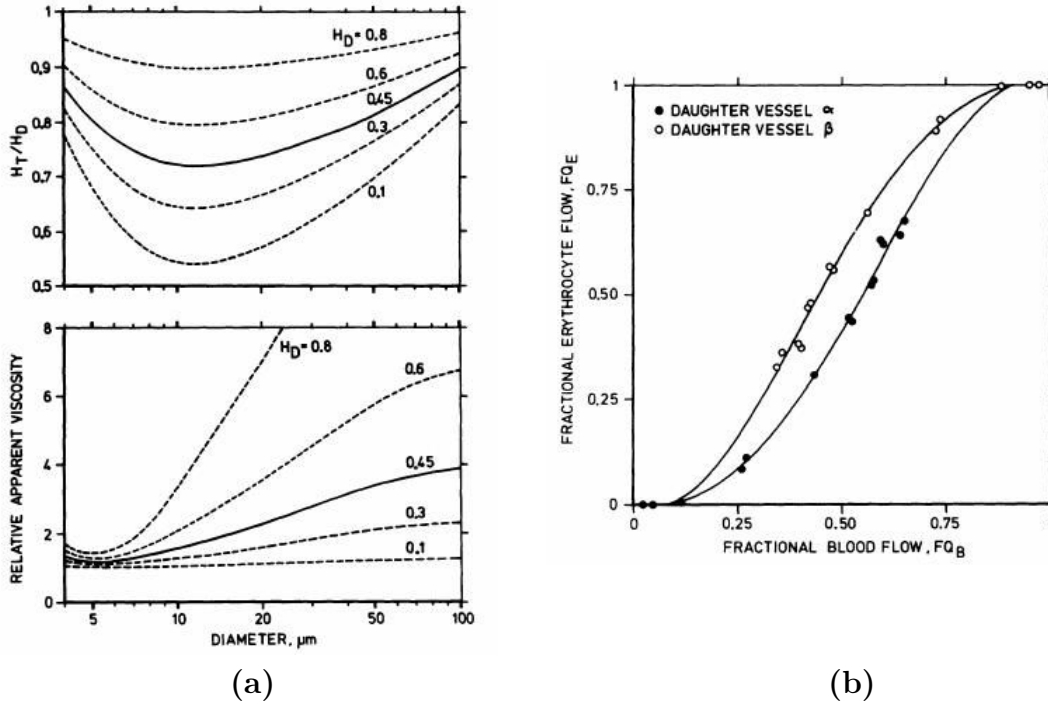 1
0,9
0,8
0,7
0,6
0,5
H_T/H_D
H_D = 0.8
0.6
0.45
0.3
0.1
8
6
4
2
0
RELATIVE APPARENT VISCOSITY
H_D = 0.8
0.6
0.45
0.3
0.1
5 10 20 50 100
DIAMETER, µm
(a)
1
0.75
0.50
0.25
0
FRACTIONAL ERYTHROCYTE FLOW, FQ_E
● DAUGHTER VESSEL α
○ DAUGHTER VESSEL β
0 0.25 0.50 0.75
FRACTIONAL BLOOD FLOW, FQ_B
(b)